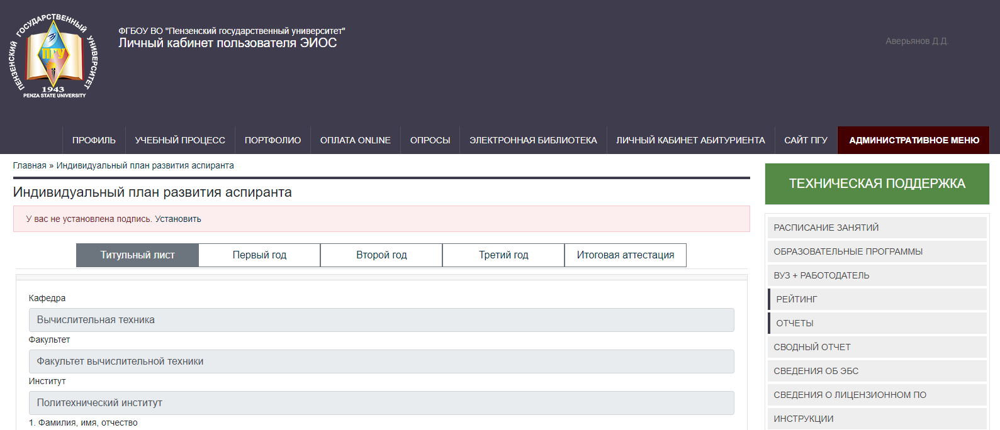 ПЕНЗЕНСКИЙ ГОСУДАРСТВЕННЫЙ УНИВЕРСИТЕТ
ПГУ
1943
PENZA STATE UNIVERSITY
ФГБОУ ВО "Пензенский государственный университет"
Личный кабинет пользователя ЭИОС
Аверьянов Д.Д.
ПРОФИЛЬ УЧЕБНЫЙ ПРОЦЕСС ПОРТФОЛИО ОПЛАТА ONLINE ОПРОСЫ ЭЛЕКТРОННАЯ БИБЛИОТЕКА ЛИЧНЫЙ КАБИНЕТ АБИТУРИЕНТА САЙТ ПГУ АДМИНИСТРАТИВНОЕ МЕНЮ
Главная » Индивидуальный план развития аспиранта
Индивидуальный план развития аспиранта
У вас не установлена подпись. Установить
Титульный лист Первый год Второй год Третий год Итоговая аттестация
Кафедра
Вычислительная техника
Факультет
Факультет вычислительной техники
Институт
Политехнический институт
1. Фамилия, имя, отчество
ТЕХНИЧЕСКАЯ ПОДДЕРЖКА
РАСПИСАНИЕ ЗАНЯТИЙ
ОБРАЗОВАТЕЛЬНЫЕ ПРОГРАММЫ
ВУЗ + РАБОТОДАТЕЛЬ
РЕЙТИНГ
ОТЧЕТЫ
СВОДНЫЙ ОТЧЕТ
СВЕДЕНИЯ ОБ ЭБС
СВЕДЕНИЯ О ЛИЦЕНЗИОННОМ ПО
ИНСТРУКЦИИ